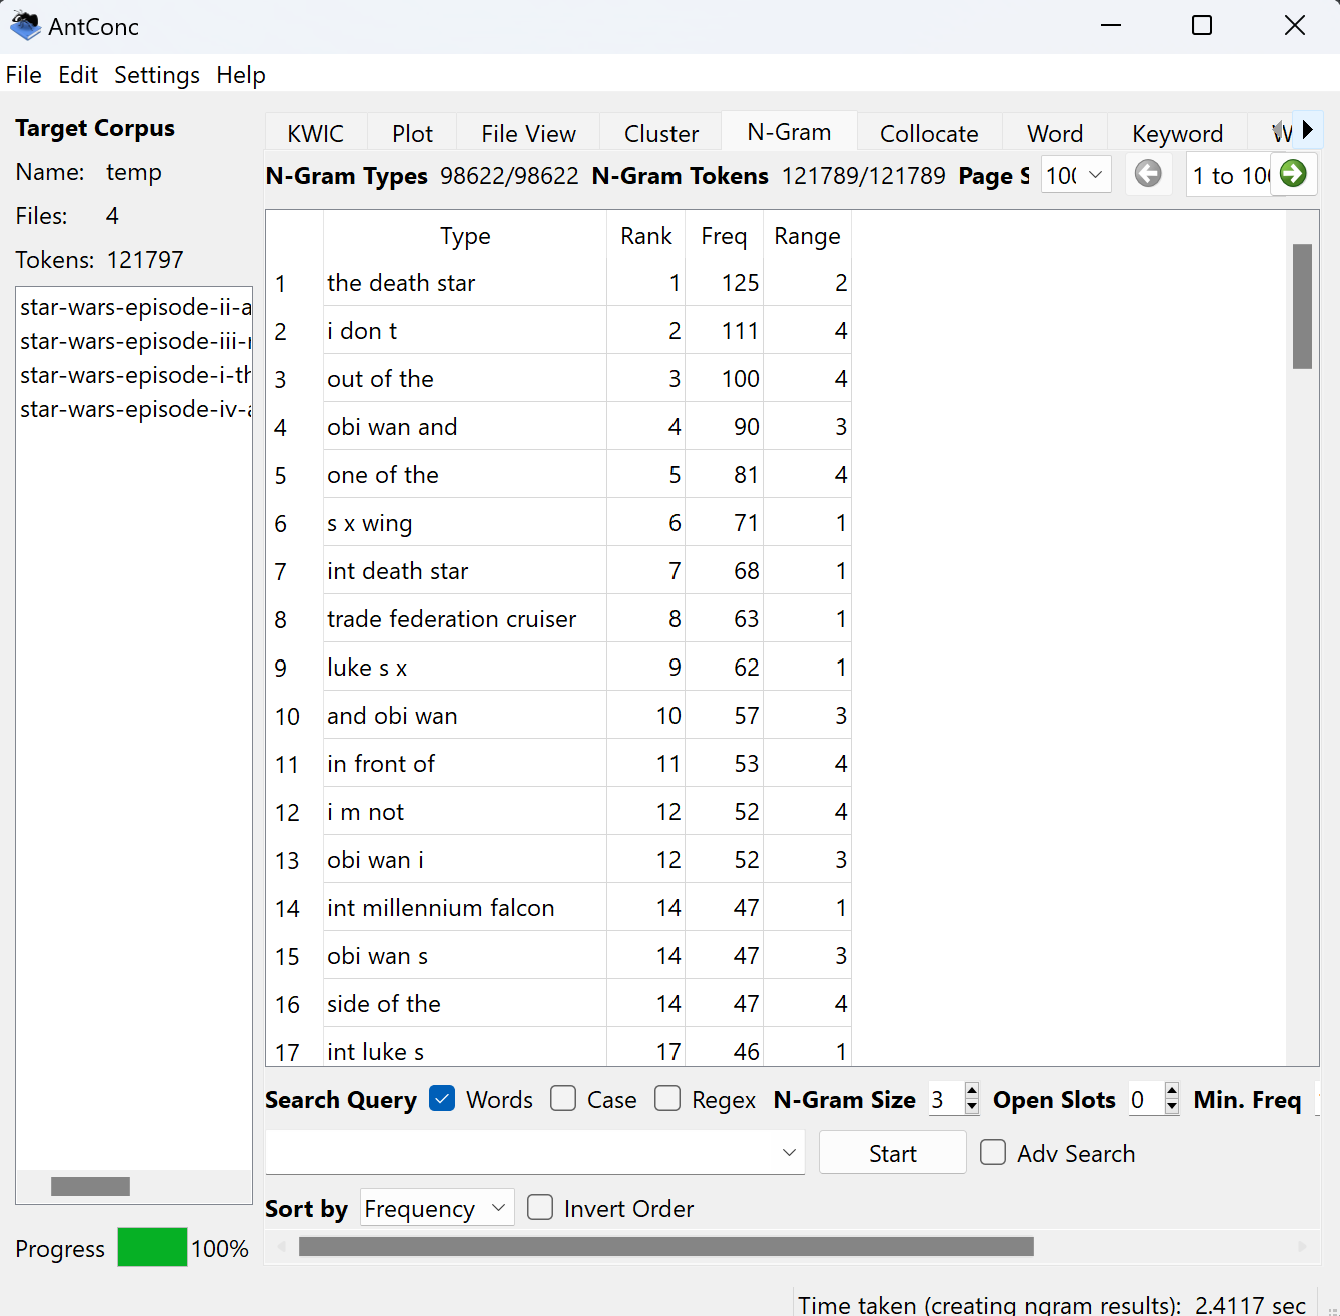 AntConc
File Edit Settings Help
Target Corpus
Name: temp
Files: 4
Tokens: 121797
star-wars-episode-ii-a
star-wars-episode-iii-r
star-wars-episode-i-th
star-wars-episode-iv-a
Progress 100%
KWIC Plot File View Cluster N-Gram Collocate Word Keyword W
N-Gram Types 98622/98622 N-Gram Tokens 121789/121789 Page S 100 1 to 100
Type Rank Freq Range
1 the death star 1 125 2
2 i don t 2 111 4
3 out of the 3 100 4
4 obi wan and 4 90 3
5 one of the 5 81 4
6 s x wing 6 71 1
7 int death star 7 68 1
8 trade federation cruiser 8 63 1
9 luke s x 9 62 1
10 and obi wan 10 57 3
11 in front of 11 53 4
12 i m not 12 52 4
13 obi wan i 12 52 3
14 int millennium falcon 14 47 1
15 obi wan s 14 47 3
16 side of the 14 47 4
17 int luke s 17 46 1
Search Query Words Case Regex N-Gram Size 3 Open Slots 0 Min. Freq
Start Adv Search
Sort by Frequency Invert Order
Time taken (creating ngram results): 2.4117 sec